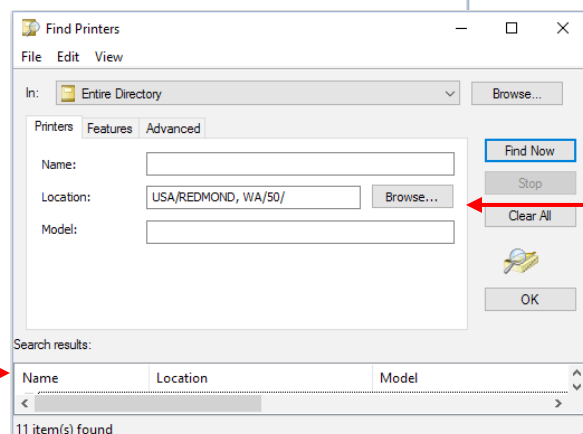 Find Printers
File Edit View
In: Entire Directory Browse...
Printers Features Advanced
Find Now
Name:
Stop
Location: USA/REDMOND, WA/50/ Browse...
Clear All
Model:
OK
Search results:
Name Location Model
11 item(s) found